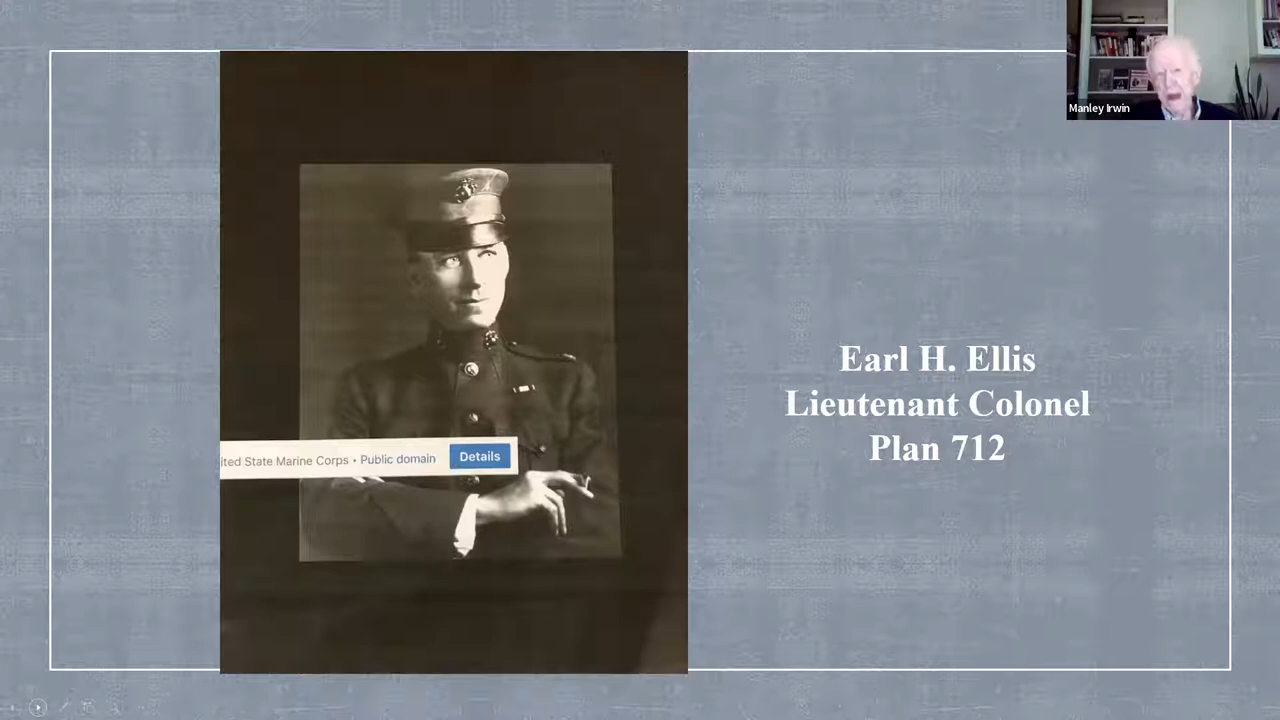 Manley Irwin
Earl H. Ellis
Lieutenant Colonel
Plan 712
ited State Marine Corps • Public domain
Details